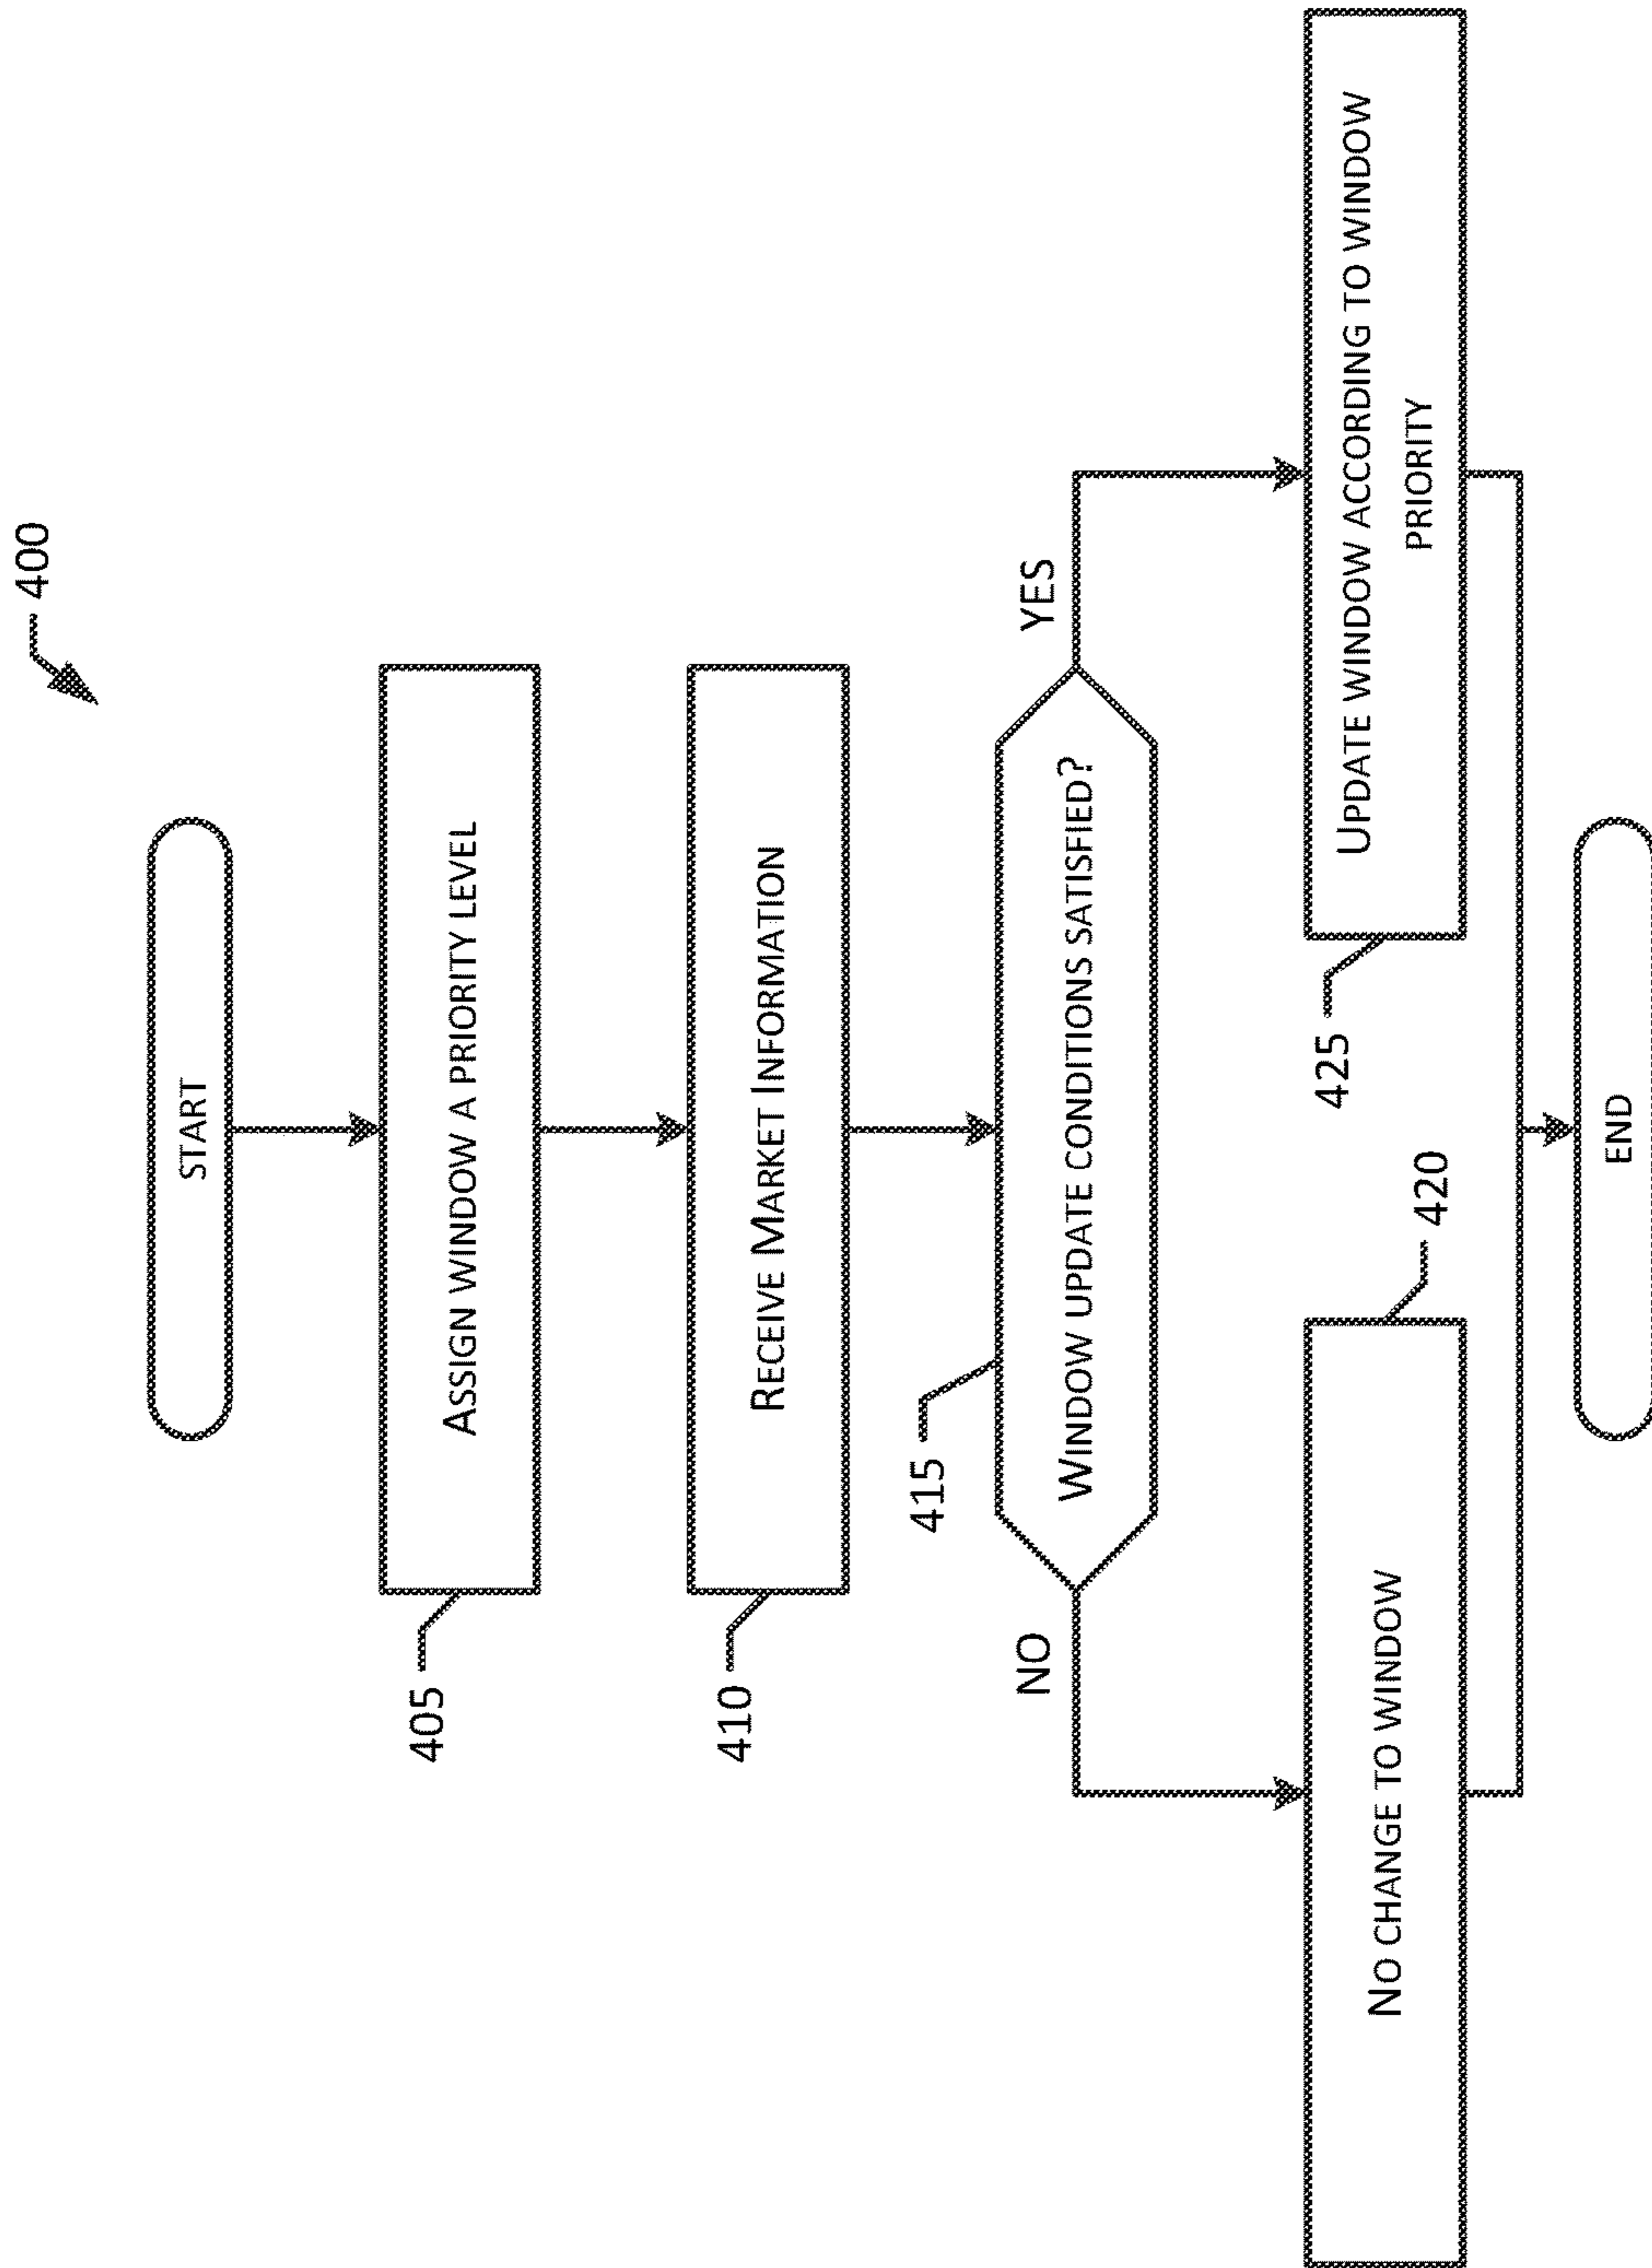 400
START
ASSIGN WINDOW A PRIORITY LEVEL
405
RECEIVE MARKET INFORMATION
410
415
WINDOW UPDATE CONDITIONS SATISFIED?
NO
YES
NO CHANGE TO WINDOW
420
425
UPDATE WINDOW ACCORDING TO WINDOW
PRIORITY
END